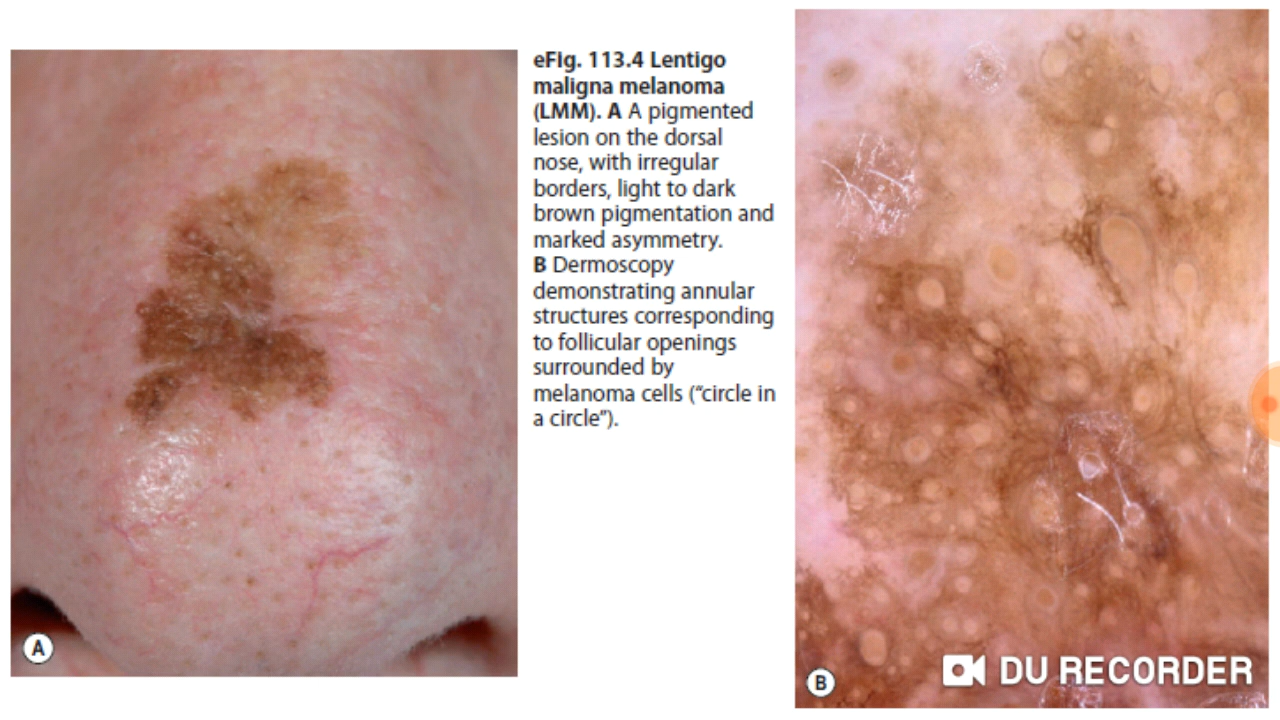 eFig. 113.4 Lentigo
maligna melanoma
(LMM). A A pigmented
lesion on the dorsal
nose, with irregular
borders, light to dark
brown pigmentation and
marked asymmetry.
B Dermoscopy
demonstrating annular
structures corresponding
to follicular openings
surrounded by
melanoma cells (“circle in
a circle”).
A
B
DU RECORDER